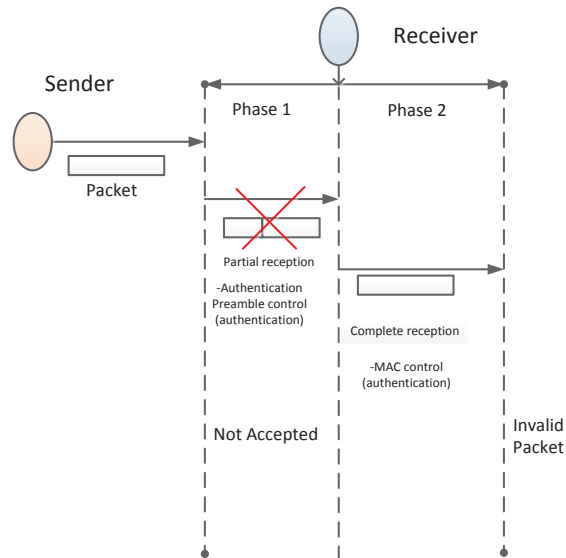 Receiver
Sender
Phase 1
Phase 2
Packet
Partial reception
-Authentication
Preamble control
(authentication)
Complete reception
-MAC control
(authentication)
Not Accepted
Invalid
Packet